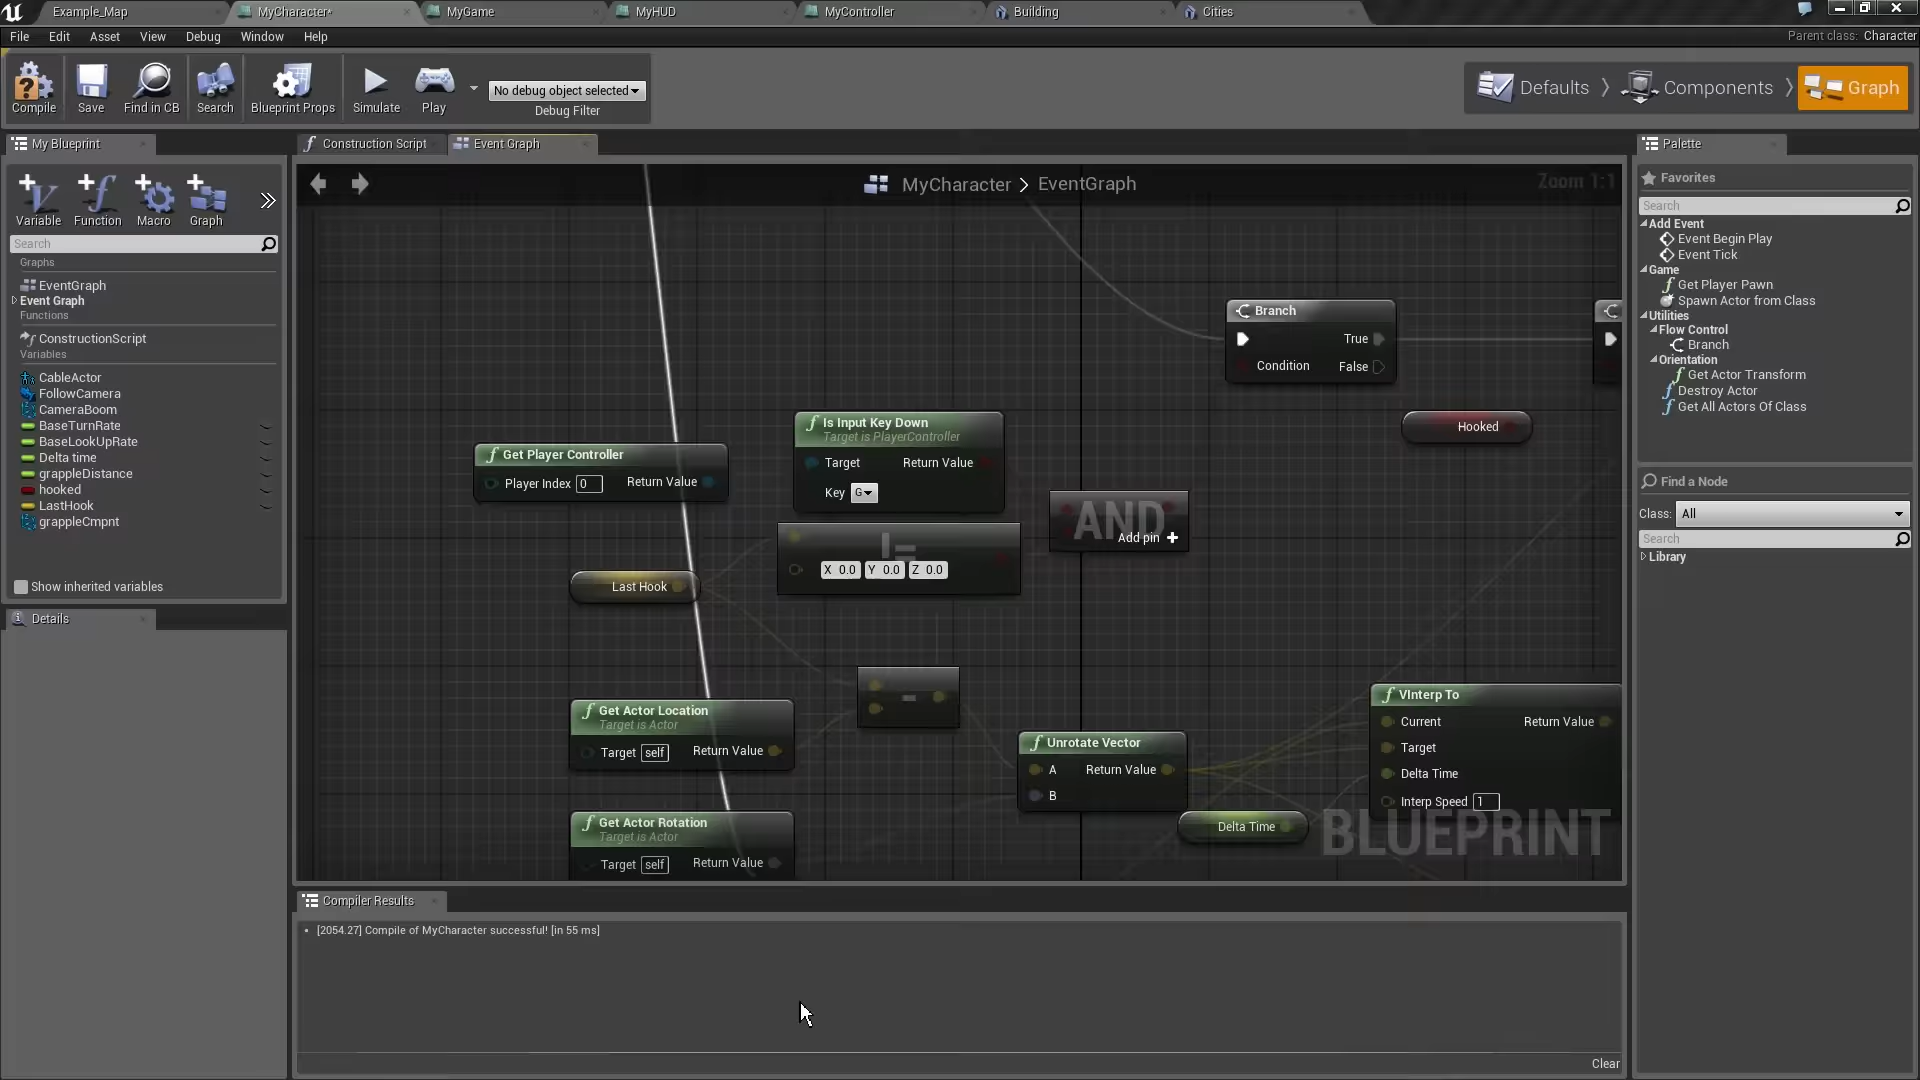 Example_Map
MyCharacter*
MyGame
MyHUD
MyController
Building
Cities
File Edit Asset View Debug Window Help
Parent class: Character
Compile
Save
Find in CB
Search
Blueprint Props
Simulate
Play
No debug object selected
Debug Filter
Defaults
Components
Graph
My Blueprint
Variable
Function
Macro
Graph
Search
Graphs
EventGraph
Event Graph
Functions
ConstructionScript
Variables
CableActor
FollowCamera
CameraBoom
BaseTurnRate
BaseLookUpRate
Delta time
grappleDistance
hooked
LastHook
grappleCmpnt
Show inherited variables
Details
Construction Script
Event Graph
MyCharacter > EventGraph
Zoom 1:1
Branch
True
Condition False
Hooked
Is Input Key Down
Target is PlayerController
Target Return Value
Key G
Get Player Controller
Player Index 0 Return Value
AND
Add pin +
!=
X 0.0 Y 0.0 Z 0.0
Last Hook
-
Get Actor Location
Target is Actor
Target self Return Value
Unrotate Vector
A Return Value
B
VInterp To
Current Return Value
Target
Delta Time
Interp Speed 1
Get Actor Rotation
Target is Actor
Target self Return Value
Delta Time
BLUEPRINT
Compiler Results
• [2054.27] Compile of MyCharacter successful! [in 55 ms]
Clear
Palette
Favorites
Search
Add Event
Event Begin Play
Event Tick
Game
Get Player Pawn
Spawn Actor from Class
Utilities
Flow Control
Branch
Orientation
Get Actor Transform
Destroy Actor
Get All Actors Of Class
Find a Node
Class: All
Search
Library